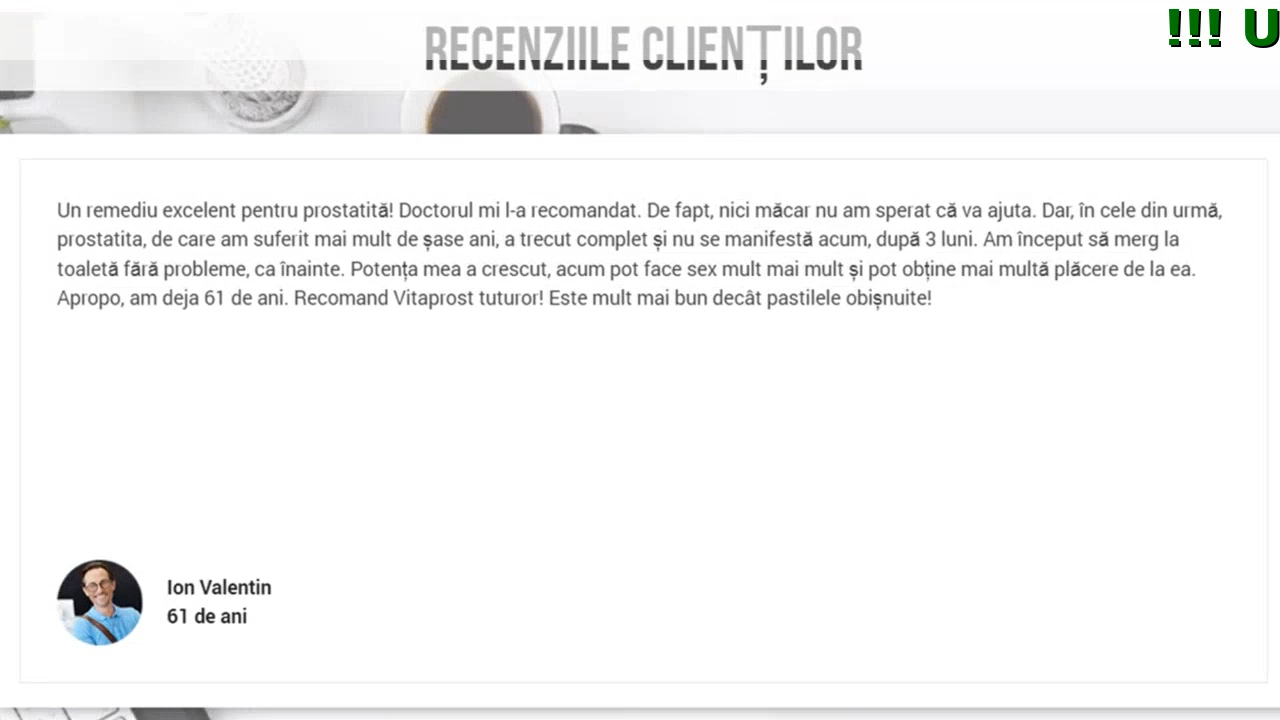 RECENZIILE CLIENȚILOR
!!! U
Un remediu excelent pentru prostatită! Doctorul mi l-a recomandat. De fapt, nici măcar nu am sperat că va ajuta. Dar, în cele din urmă,
prostatita, de care am suferit mai mult de șase ani, a trecut complet și nu se manifestă acum, după 3 luni. Am început să merg la
toaletă fără probleme, ca înainte. Potența mea a crescut, acum pot face sex mult mai mult și pot obține mai multă plăcere de la ea.
Apropo, am deja 61 de ani. Recomand Vitaprost tuturor! Este mult mai bun decât pastilele obișnuite!
Ion Valentin
61 de ani